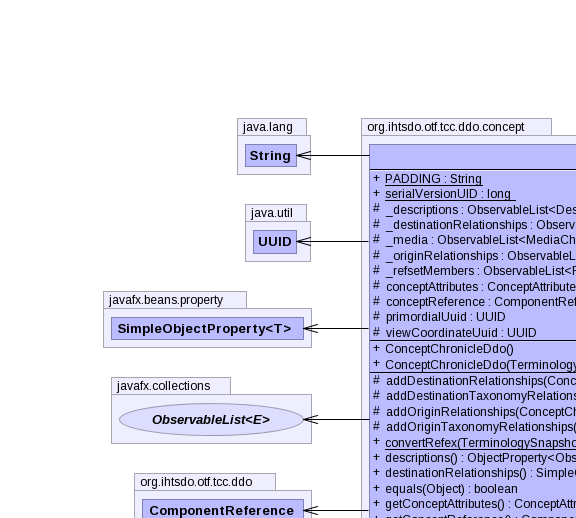 java.lang
String
java.util
UUID
javafx.beans.property
SimpleObjectProperty<T>
javafx.collections
ObservableList<E>
org.ihtsdo.otf.tcc.ddo
ComponentReference
org.ihtsdo.otf.tcc.ddo.concept
+ PADDING : String
+ serialVersionUID : long
# _descriptions : ObservableList<Des
# _destinationRelationships : Observ
# _media : ObservableList<MediaCh
# _originRelationships : ObservableL
# _refsetMembers : ObservableList<R
# conceptAttributes : ConceptAttribute
# conceptReference : ComponentRef
# primordialUuid : UUID
# viewCoordinateUuid : UUID
+ ConceptChronicleDdo()
+ ConceptChronicleDdo(Terminology
# addDestinationRelationships(Conc
# addDestinationTaxonomyRelations
# addOriginRelationships(ConceptCh
# addOriginTaxonomyRelationships(
+ convertRefex(TerminologySnapsho
+ descriptions() : ObjectProperty<Obs
+ destinationRelationships() : SimpleO
+ equals(Object) : boolean
+ getConceptAttributes() : ConceptAttr